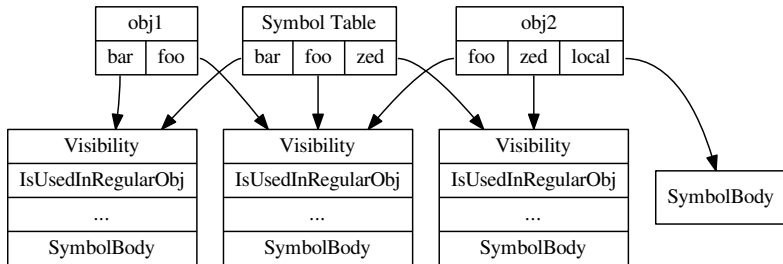 obj1
Symbol Table
obj2
bar foo
bar foo zed
foo zed local
Visibility
IsUsedInRegularObj
...
SymbolBody
Visibility
IsUsedInRegularObj
...
SymbolBody
Visibility
IsUsedInRegularObj
...
SymbolBody
SymbolBody